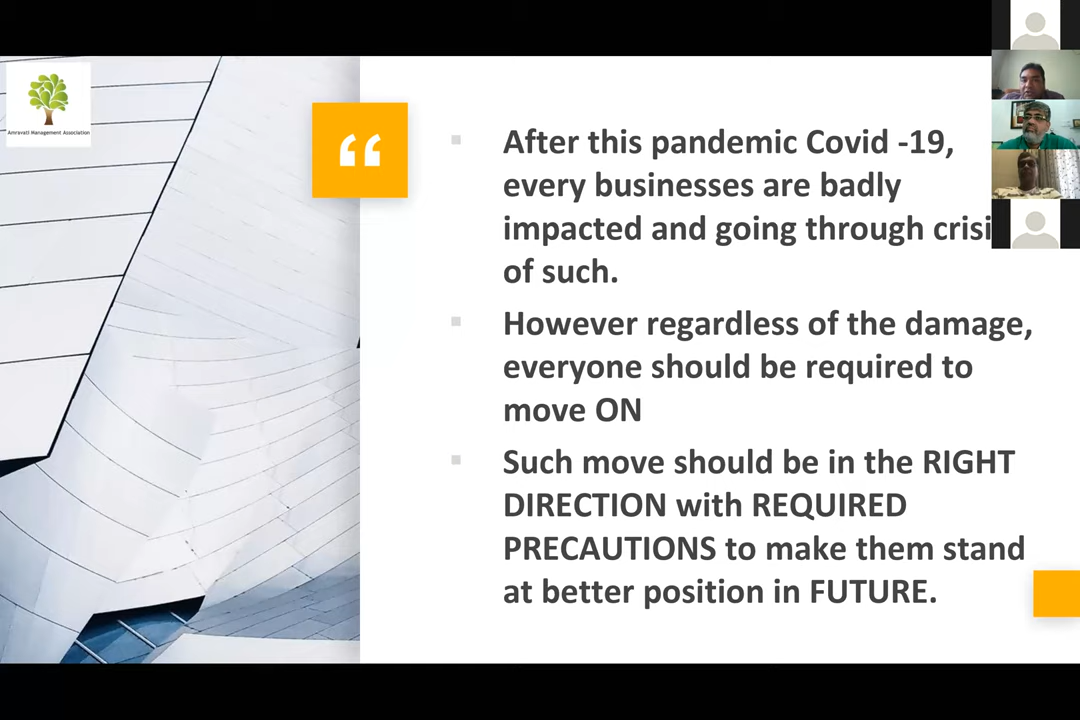 Amravati Management Association
“
After this pandemic Covid -19,
every businesses are badly
impacted and going through crisi
of such.
However regardless of the damage,
everyone should be required to
move ON
Such move should be in the RIGHT
DIRECTION with REQUIRED
PRECAUTIONS to make them stand
at better position in FUTURE.